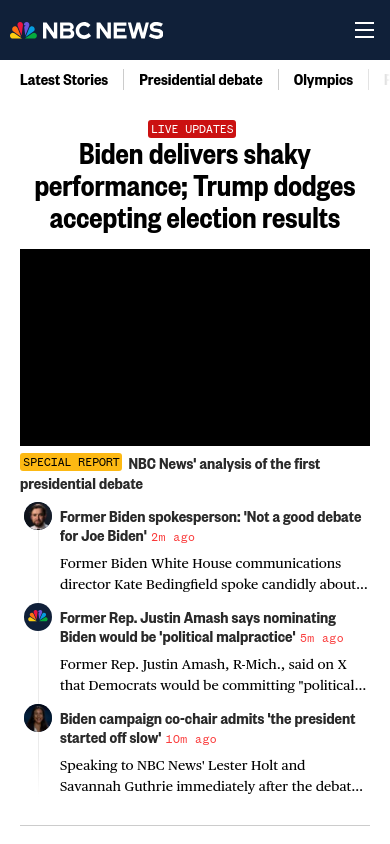 NBC NEWS
Latest Stories
Presidential debate
Olympics
LIVE UPDATES
Biden delivers shaky
performance; Trump dodges
accepting election results
SPECIAL REPORT NBC News' analysis of the first
presidential debate
Former Biden spokesperson: 'Not a good debate
for Joe Biden' 2m ago
Former Biden White House communications
director Kate Bedingfield spoke candidly about...
Former Rep. Justin Amash says nominating
Biden would be 'political malpractice' 5m ago
Former Rep. Justin Amash, R-Mich., said on X
that Democrats would be committing "political...
Biden campaign co-chair admits 'the president
started off slow' 10m ago
Speaking to NBC News' Lester Holt and
Savannah Guthrie immediately after the debat...